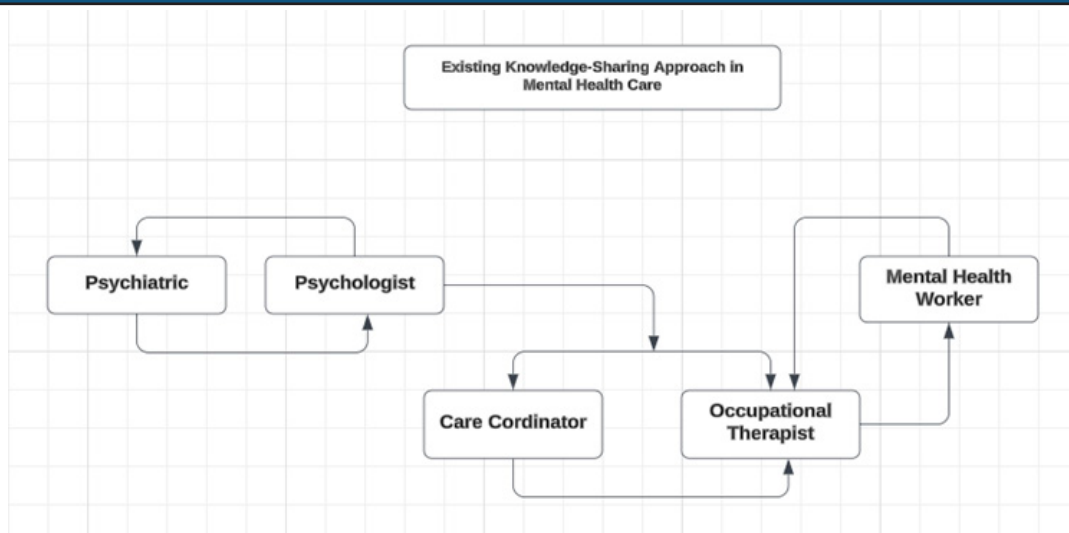 Existing Knowledge-Sharing Approach in
Mental Health Care
Psychiatric
Psychologist
Mental Health
Worker
Care Cordinator
Occupational
Therapist